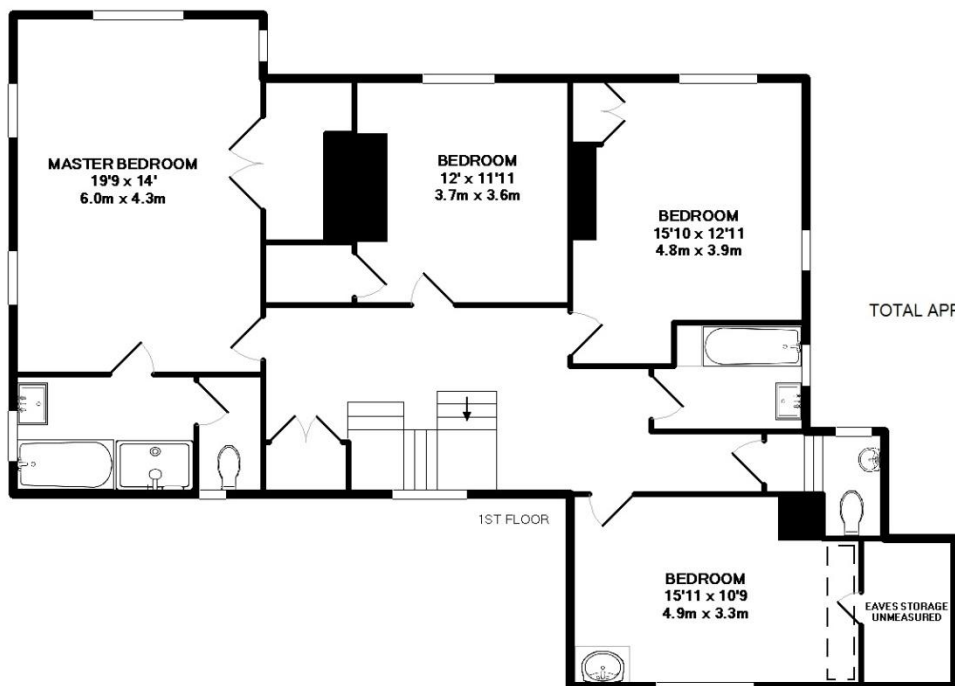 MASTER BEDROOM
19'9 x 14'
6.0m x 4.3m
BEDROOM
12' x 11'11
3.7m x 3.6m
BEDROOM
15'10 x 12'11
4.8m x 3.9m
TOTAL APP
1ST FLOOR
BEDROOM
15'11 x 10'9
4.9m x 3.3m
EAVES STORAGE
UNMEASURED